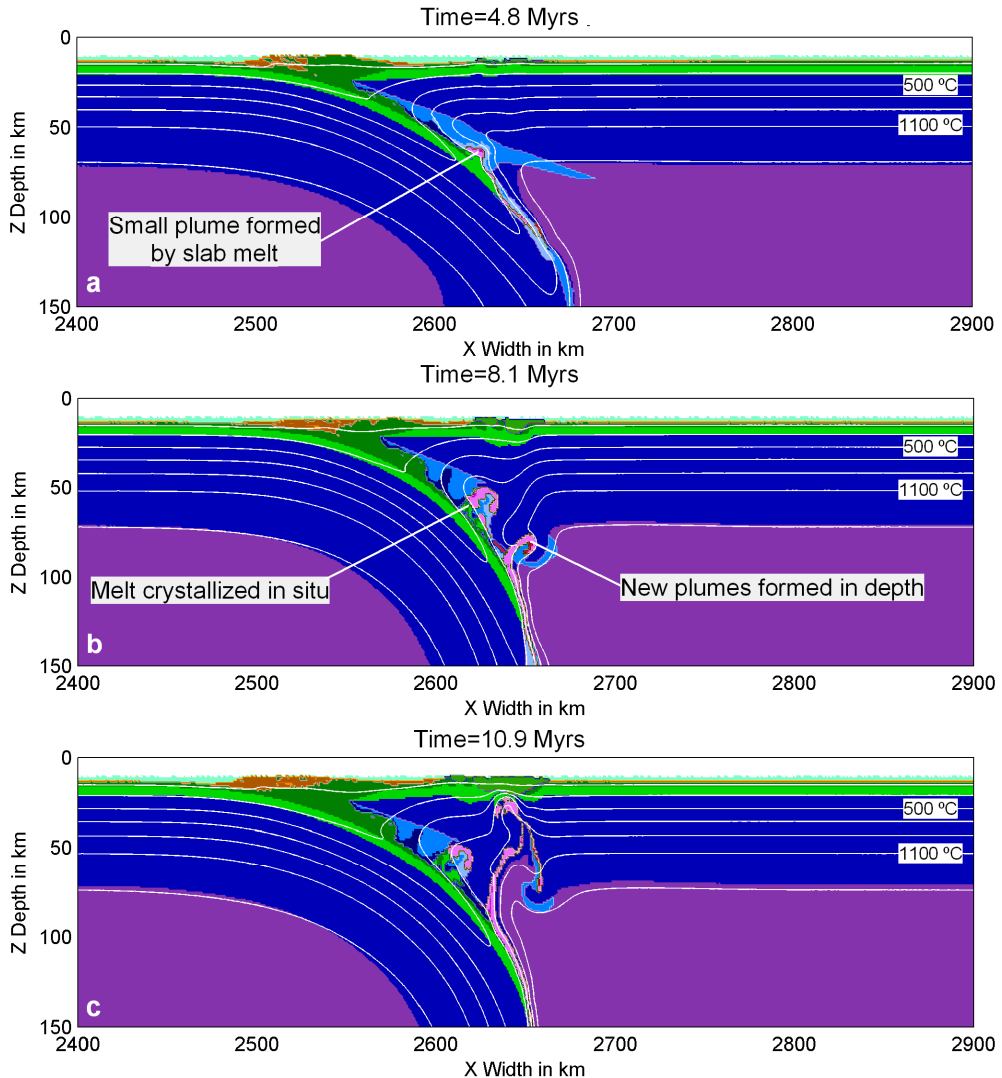 Time=4.8 Myrs
0
50
100
150
Z Depth in km
500 ºC
1100 ºC
Small plume formed
by slab melt
a
2400 2500 2600 2700 2800 2900
X Width in km
Time=8.1 Myrs
0
50
100
150
Z Depth in km
500 ºC
1100 ºC
Melt crystallized in situ
New plumes formed in depth
b
2400 2500 2600 2700 2800 2900
X Width in km
Time=10.9 Myrs
0
50
100
150
Z Depth in km
500 ºC
1100 ºC
c
2400 2500 2600 2700 2800 2900
X Width in km